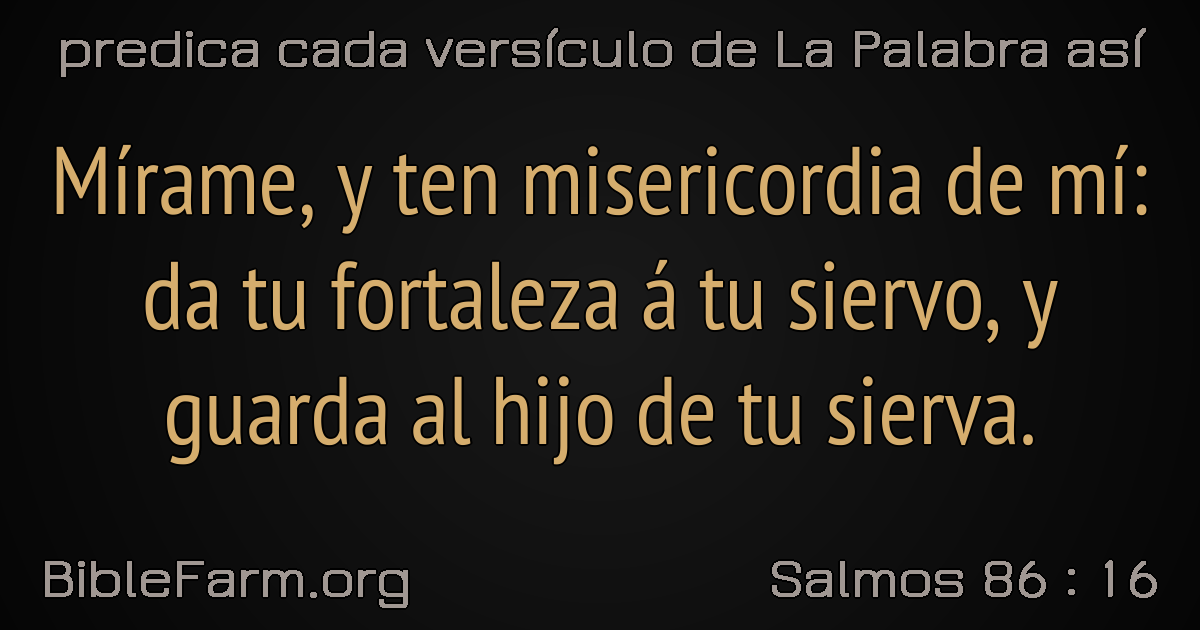 predica cada versículo de La Palabra así
Mírame, y ten misericordia de mí:
da tu fortaleza á tu siervo, y
guarda al hijo de tu sierva.
BibleFarm.org
Salmos 86 : 16